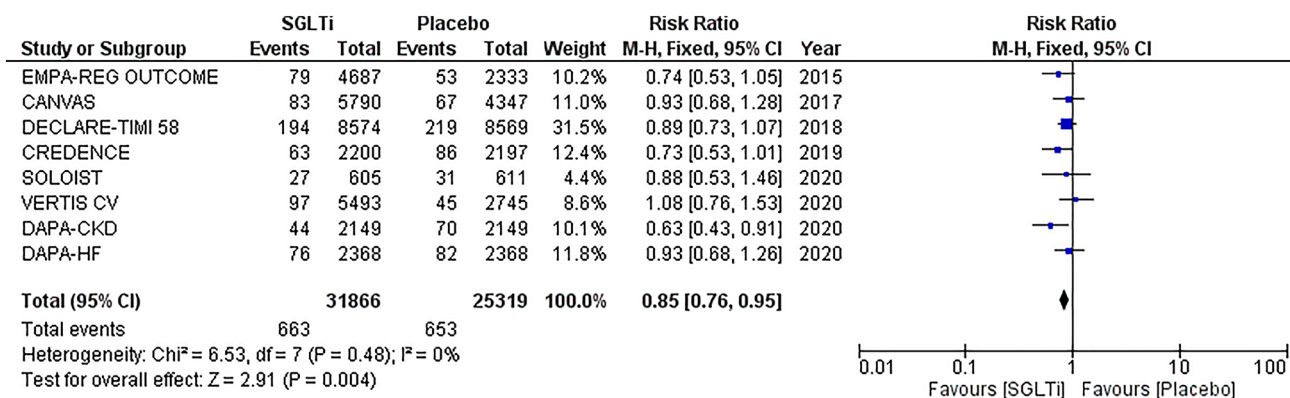 SGLTi Placebo Risk Ratio Risk Ratio
Study or Subgroup Events Total Events Total Weight M-H, Fixed, 95% CI Year M-H, Fixed, 95% CI
EMPA-REG OUTCOME 79 4687 53 2333 10.2% 0.74 [0.53, 1.05] 2015
CANVAS 83 5790 67 4347 11.0% 0.93 [0.68, 1.28] 2017
DECLARE-TIMI 58 194 8574 219 8569 31.5% 0.89 [0.73, 1.07] 2018
CREDENCE 63 2200 86 2197 12.4% 0.73 [0.53, 1.01] 2019
SOLOIST 27 605 31 611 4.4% 0.88 [0.53, 1.46] 2020
VERTIS CV 97 5493 45 2745 8.6% 1.08 [0.76, 1.53] 2020
DAPA-CKD 44 2149 70 2149 10.1% 0.63 [0.43, 0.91] 2020
DAPA-HF 76 2368 82 2368 11.8% 0.93 [0.68, 1.26] 2020
Total (95% CI) 31866 25319 100.0% 0.85 [0.76, 0.95]
Total events 663 653
Heterogeneity: Chi² = 6.53, df = 7 (P = 0.48); I² = 0%
Test for overall effect: Z = 2.91 (P = 0.004)
0.01 0.1 1 10 100
Favours [SGLTi] Favours [Placebo]